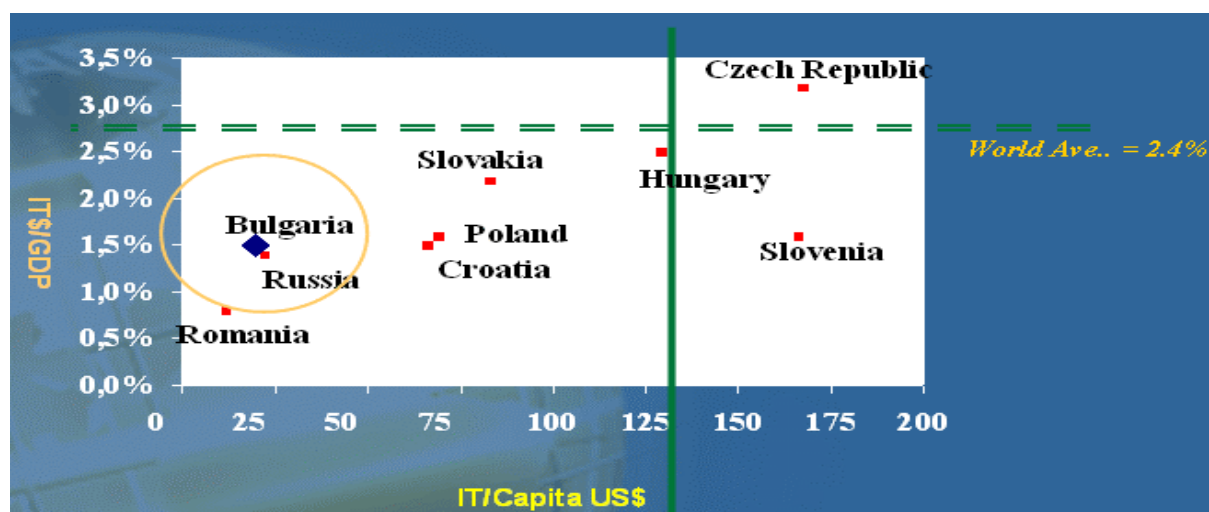 3,5%
Czech Republic
3,0%
2,5%
Slovakia
World Ave.. = 2.4%
Hungary
2,0%
IT$/GDP
Bulgaria
Poland
1,5%
Slovenia
Croatia
Russia
1,0%
Romania
0,5%
0,0%
0 25 50 75 100 125 150 175 200
IT/Capita US$